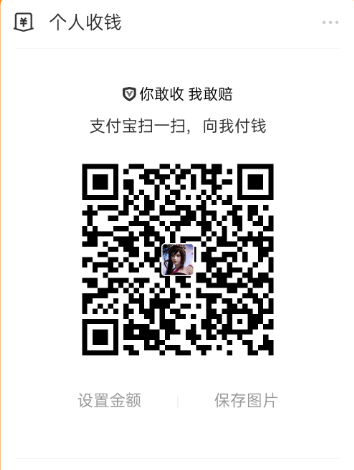 个人收钱
你敢收 我敢赔
支付宝扫一扫，向我付钱
设置金额
保存图片